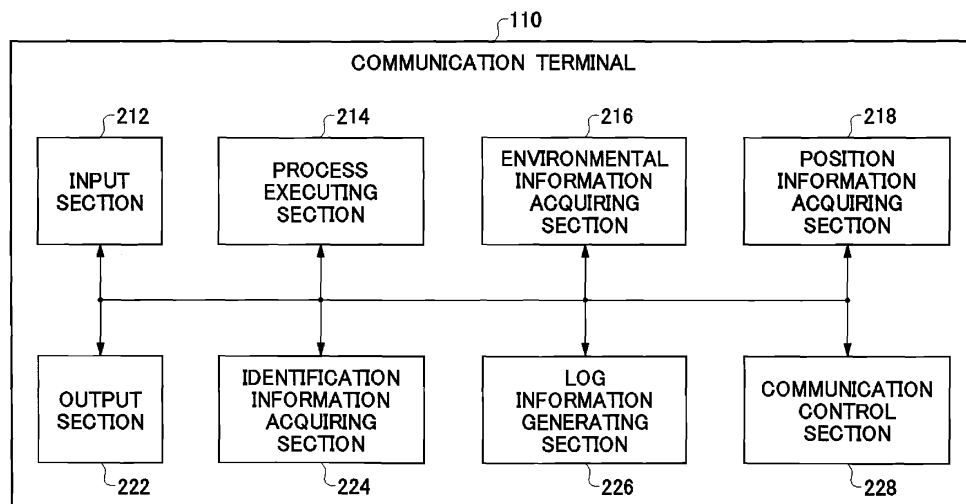 110
COMMUNICATION TERMINAL
212
INPUT
SECTION
214
PROCESS
EXECUTING
SECTION
216
ENVIRONMENTAL
INFORMATION
ACQUIRING
SECTION
218
POSITION
INFORMATION
ACQUIRING
SECTION
OUTPUT
SECTION
222
IDENTIFICATION
INFORMATION
ACQUIRING
SECTION
224
LOG
INFORMATION
GENERATING
SECTION
226
COMMUNICATION
CONTROL
SECTION
228